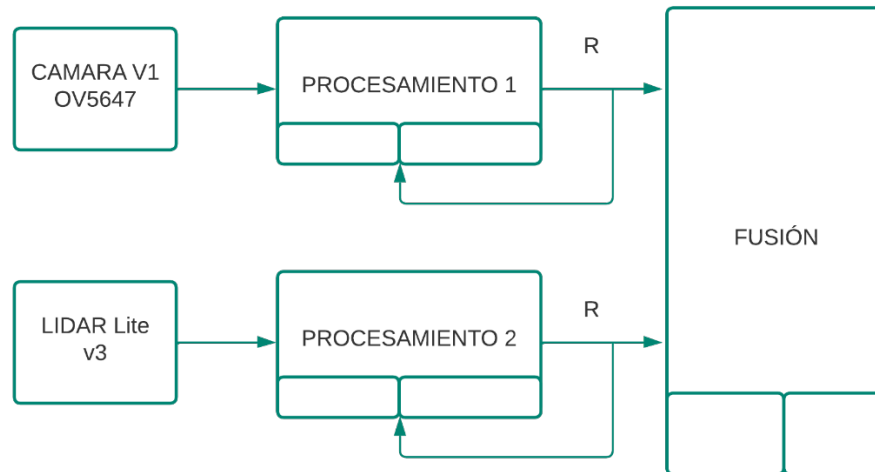 CAMARA V1
OV5647
PROCESAMIENTO 1
R
FUSIÓN
LIDAR Lite
v3
PROCESAMIENTO 2
R